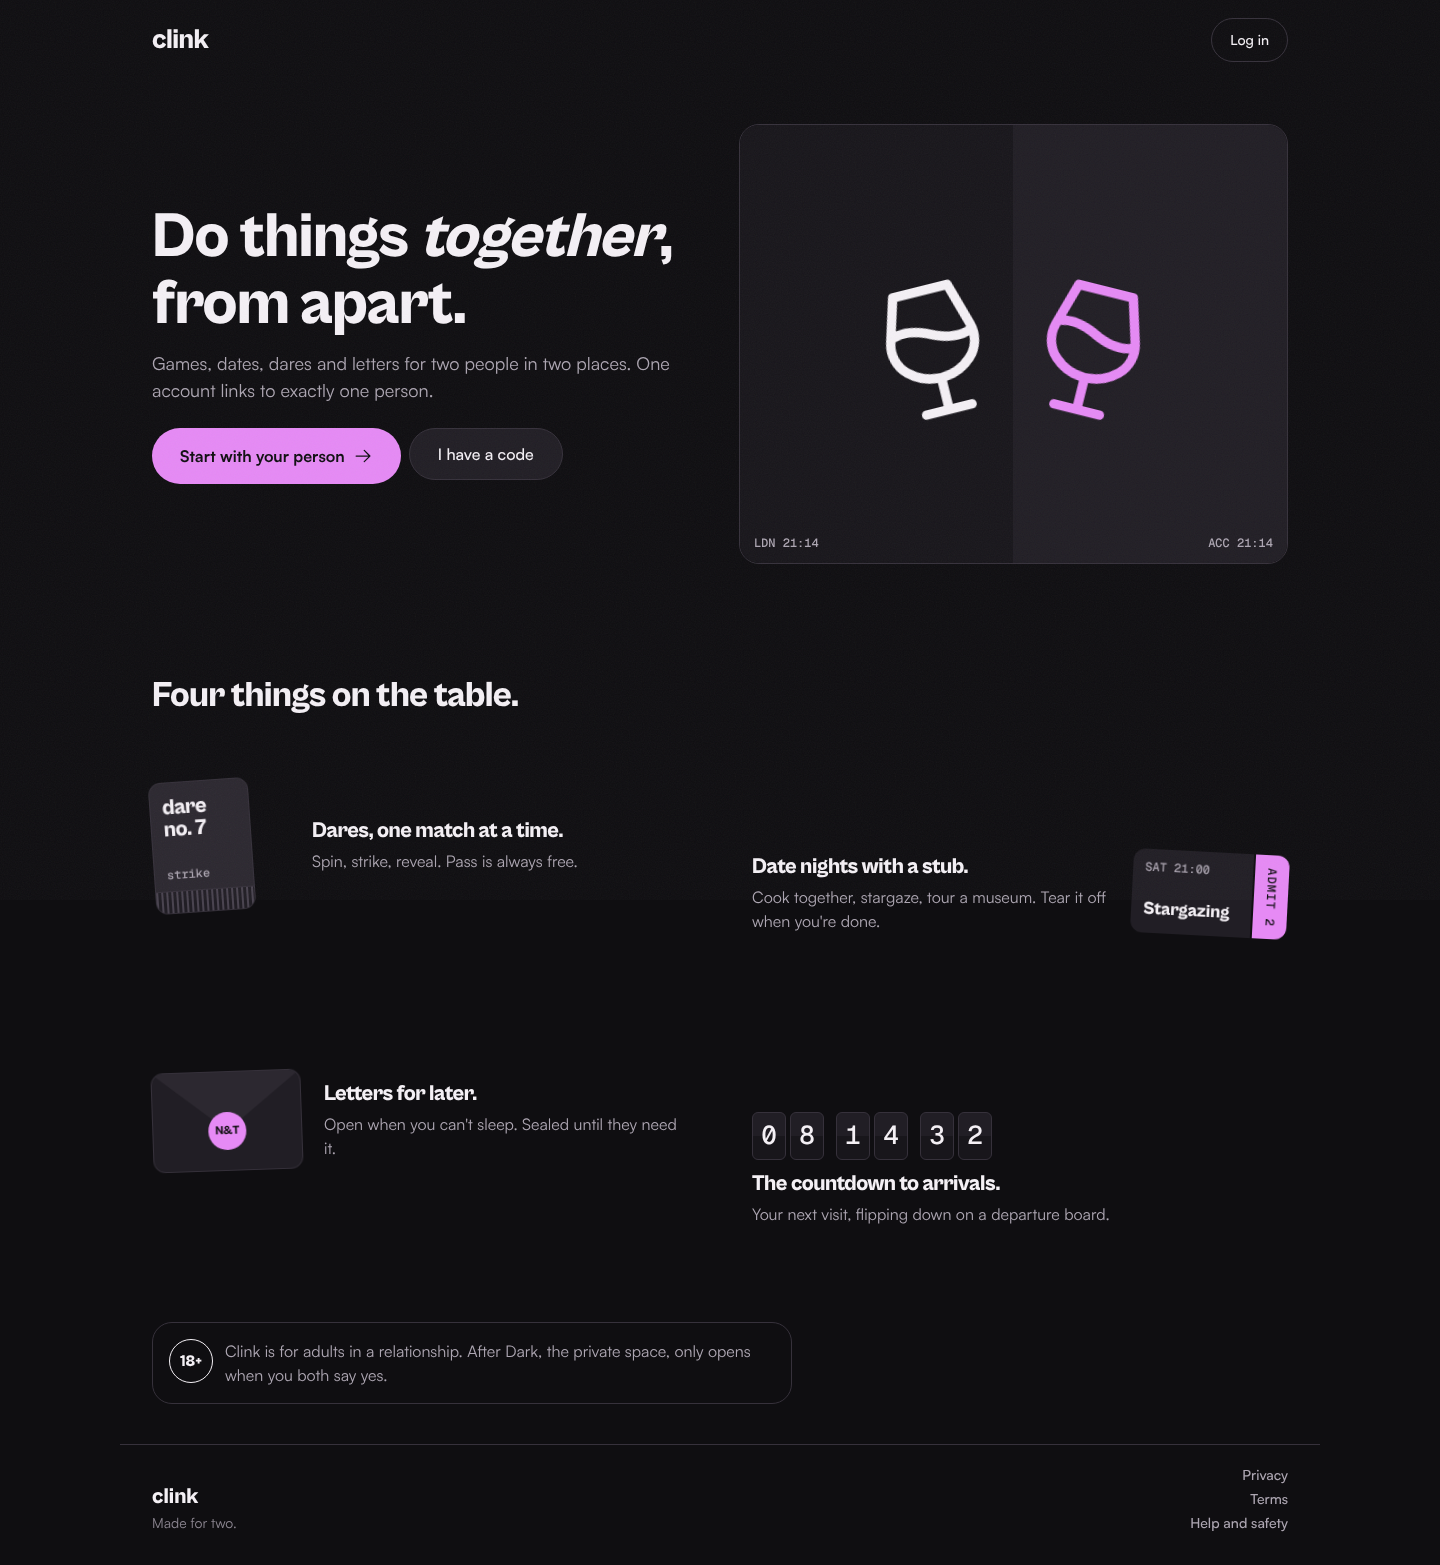 clink
Log in
Do things together,
from apart.
Games, dates, dares and letters for two people in two places. One
account links to exactly one person.
Start with your person →
I have a code
LDN 21:14
ACC 21:14
Four things on the table.
dare
no. 7
strike
Dares, one match at a time.
Spin, strike, reveal. Pass is always free.
Date nights with a stub.
Cook together, stargaze, tour a museum. Tear it off
when you're done.
SAT 21:00
Stargazing
ADMIT 2
N&T
Letters for later.
Open when you can't sleep. Sealed until they need
it.
08 14 32
The countdown to arrivals.
Your next visit, flipping down on a departure board.
18+
Clink is for adults in a relationship. After Dark, the private space, only opens
when you both say yes.
clink
Made for two.
Privacy
Terms
Help and safety